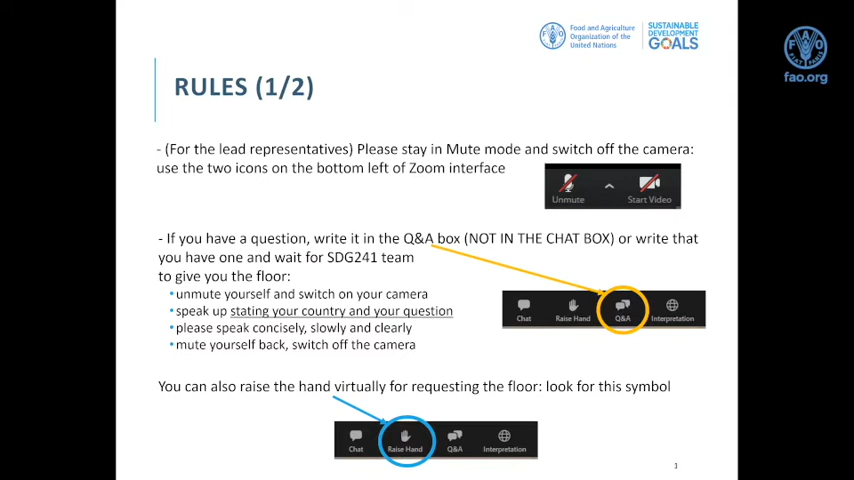 Food and Agriculture
Organization of the
United Nations
SUSTAINABLE
DEVELOPMENT
GOALS
FAO
FIAT PANIS
fao.org
RULES (1/2)
- (For the lead representatives) Please stay in Mute mode and switch off the camera:
use the two icons on the bottom left of Zoom interface
Unmute
Start Video
- If you have a question, write it in the Q&A box (NOT IN THE CHAT BOX) or write that
you have one and wait for SDG241 team
to give you the floor:
•unmute yourself and switch on your camera
•speak up stating your country and your question
•please speak concisely, slowly and clearly
•mute yourself back, switch off the camera
Chat
Raise Hand
Q&A
Interpretation
You can also raise the hand virtually for requesting the floor: look for this symbol
Chat
Raise Hand
Q&A
Interpretation